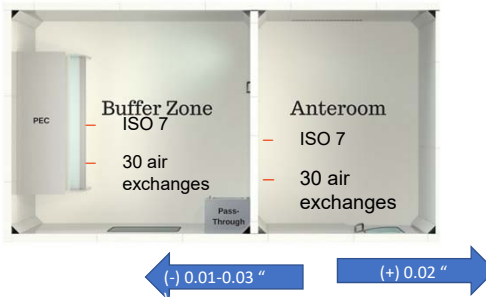 PEC
Buffer Zone
ISO 7
30 air
exchanges
Pass-
Through
Anteroom
ISO 7
30 air
exchanges
(-) 0.01-0.03 “
)
(+) 0.02 “